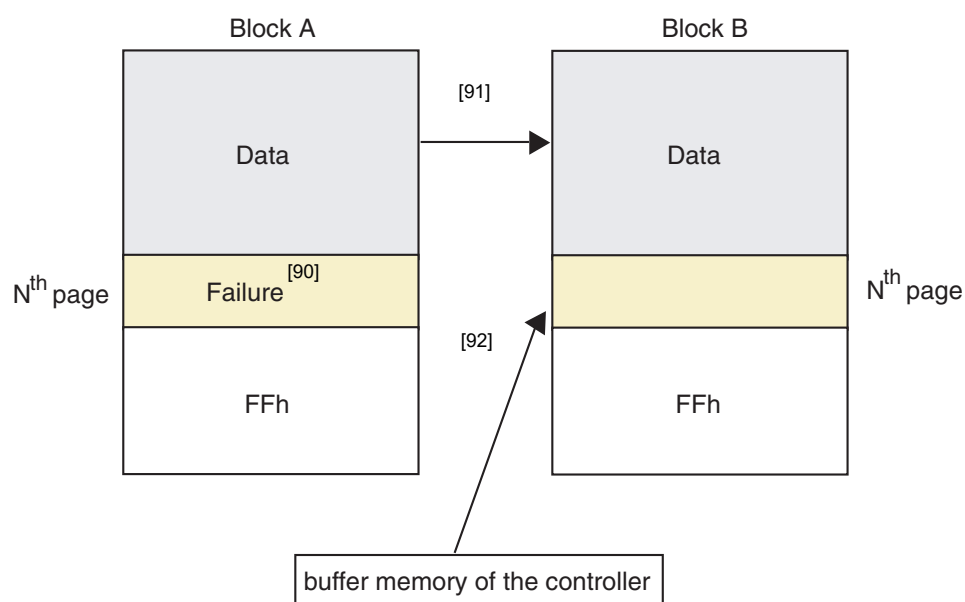 Block A
Block B
[91]
Data
Data
Nth page
Failure[90]
Nth page
[92]
FFh
FFh
buffer memory of the controller